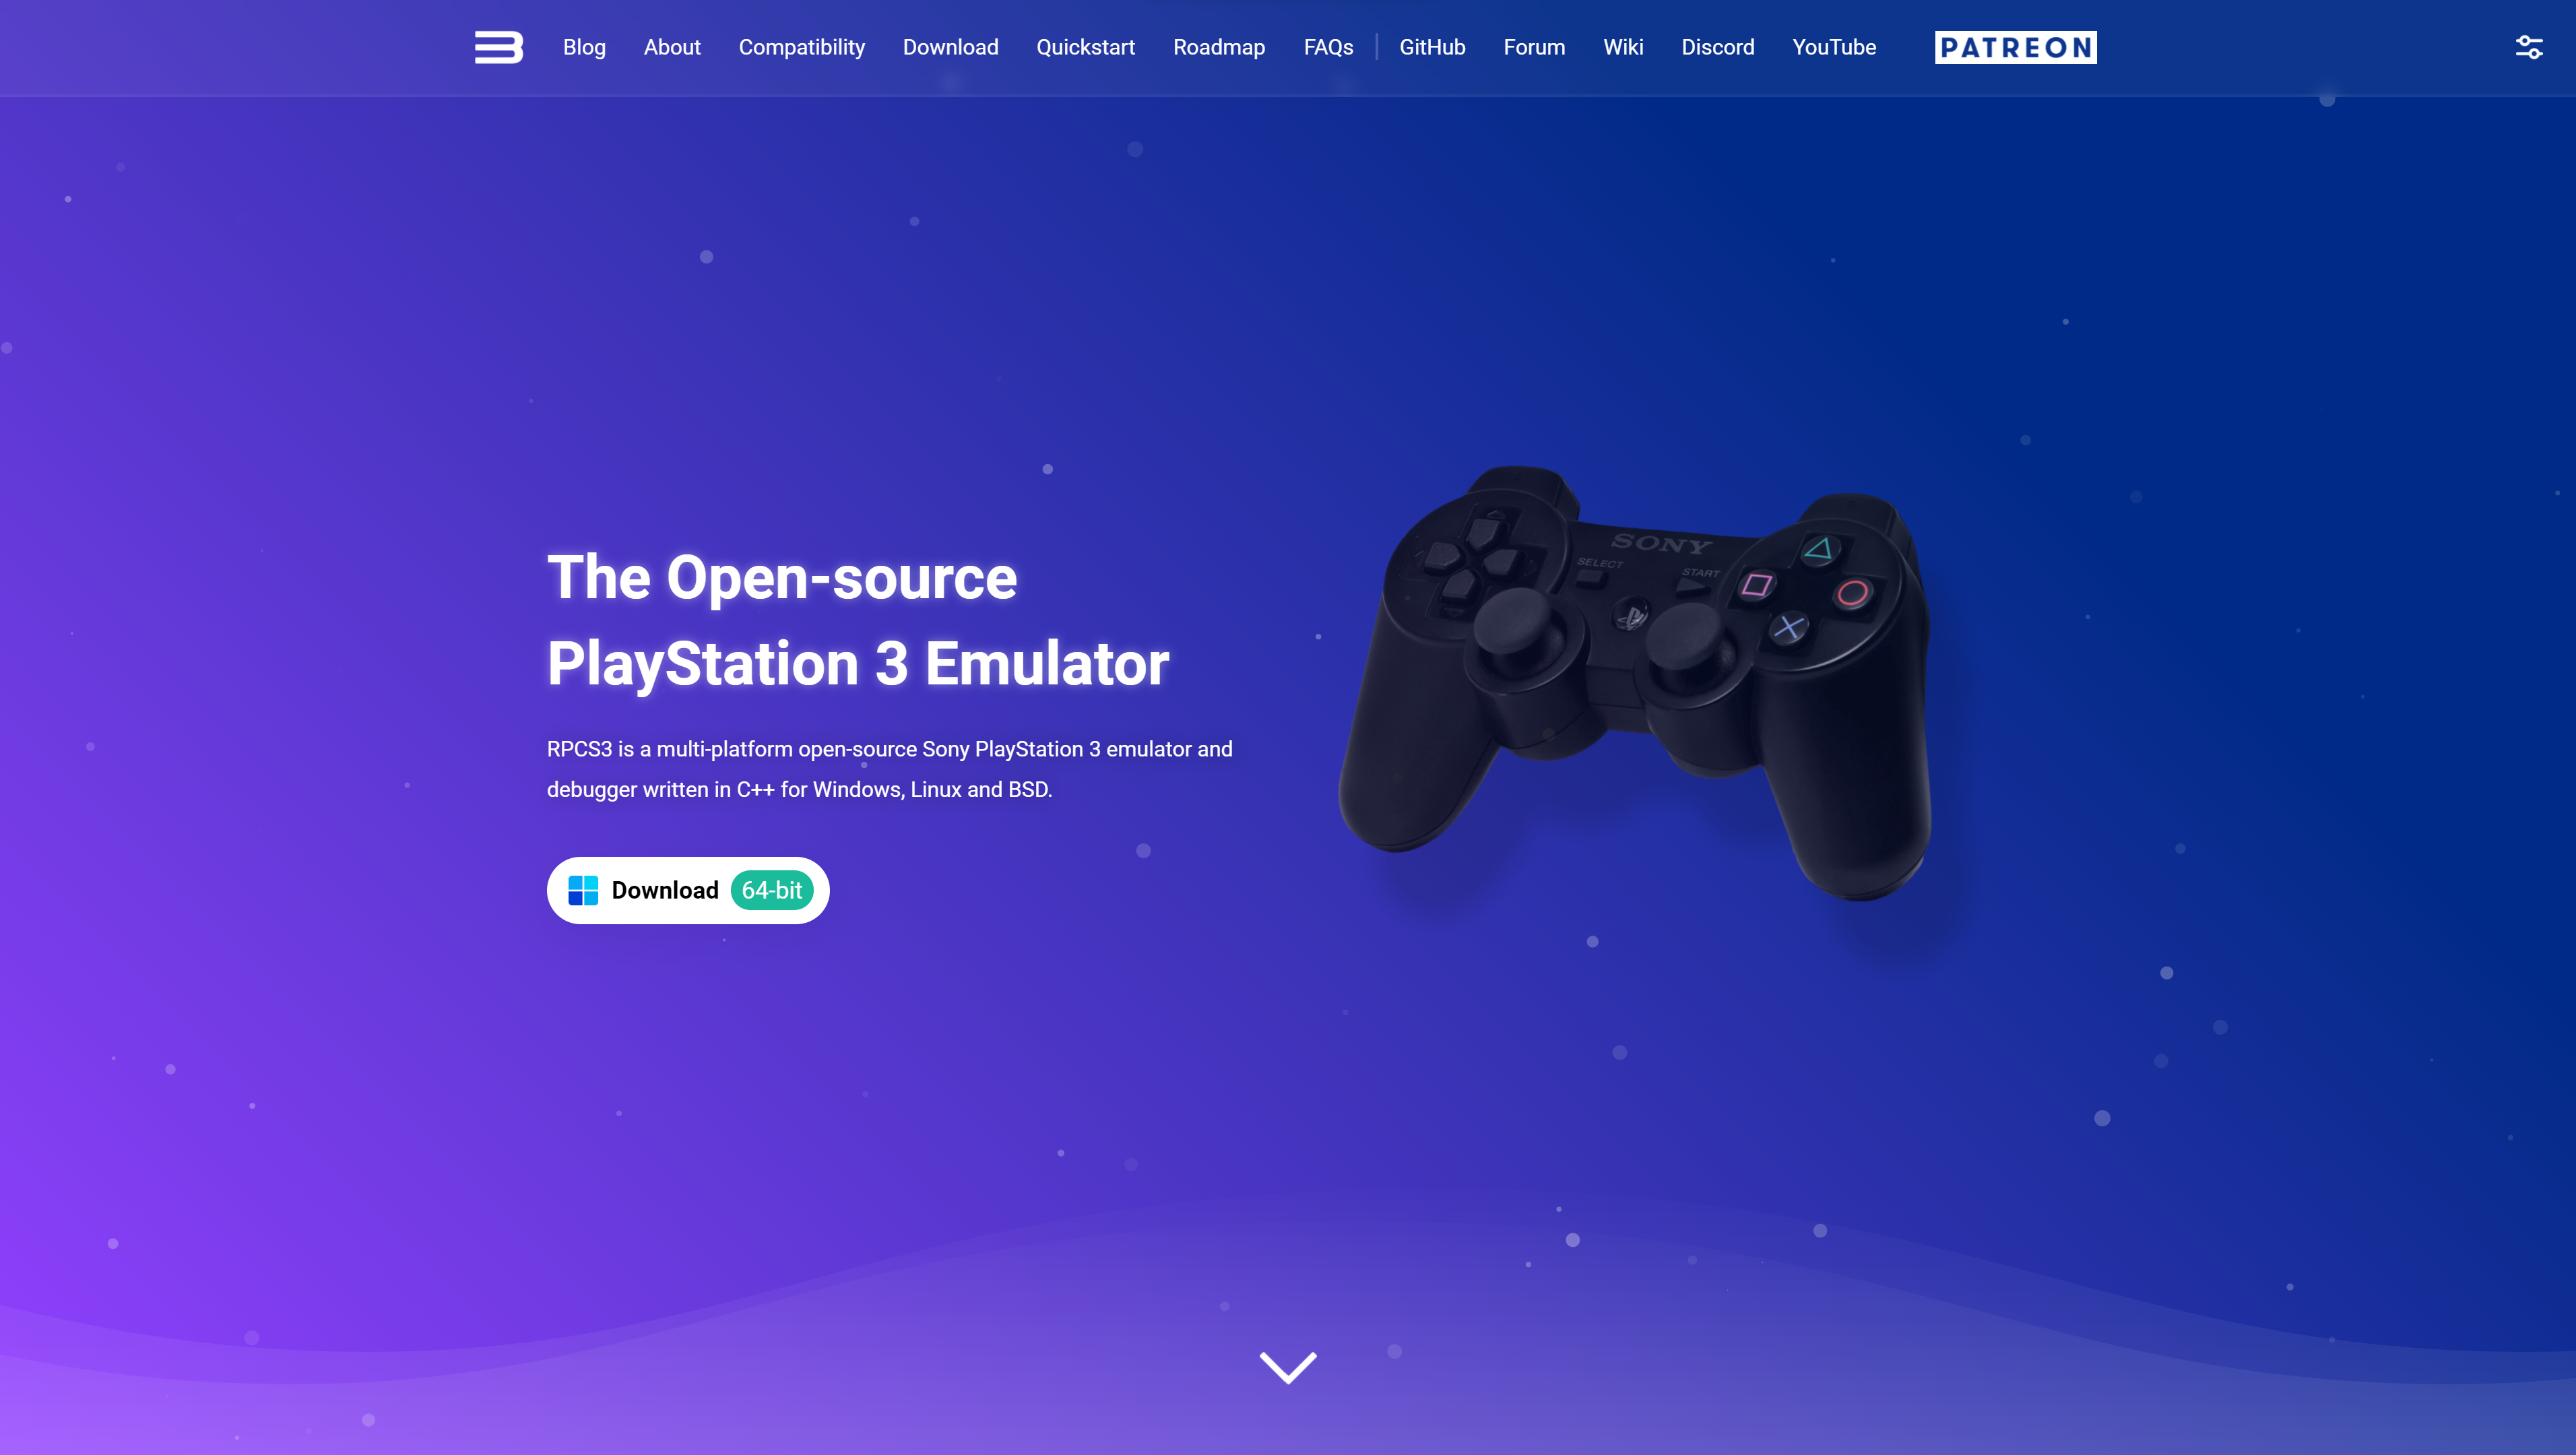 Blog About Compatibility Download Quickstart Roadmap FAQs GitHub Forum Wiki Discord YouTube PATREON
The Open-source
PlayStation 3 Emulator
RPCS3 is a multi-platform open-source Sony PlayStation 3 emulator and
debugger written in C++ for Windows, Linux and BSD.
Download 64-bit
SONY
SELECT START